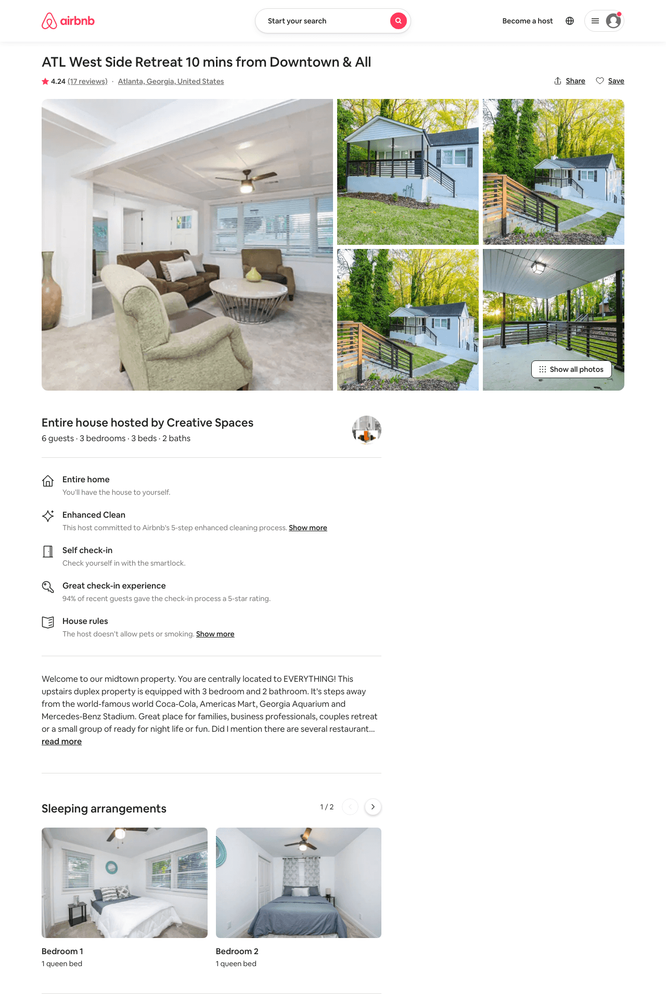 airbnb
Start your search
Become a host
ATL West Side Retreat 10 mins from Downtown & All
4.24 (17 reviews) · Atlanta, Georgia, United States
Share
Save
Show all photos
Entire house hosted by Creative Spaces
6 guests · 3 bedrooms · 3 beds · 2 baths
Entire home
You’ll have the house to yourself.
Enhanced Clean
This host committed to Airbnb's 5-step enhanced cleaning process. Show more
Self check-in
Check yourself in with the smartlock.
Great check-in experience
94% of recent guests gave the check-in process a 5-star rating.
House rules
The host doesn’t allow pets or smoking. Show more
Welcome to our midtown property. You are centrally located to EVERYTHING! This
upstairs duplex property is equipped with 3 bedroom and 2 bathroom. It's steps away
from the world-famous world Coca-Cola, Americas Mart, Georgia Aquarium and
Mercedes-Benz Stadium. Great place for families, business professionals, couples retreat
or a small group of ready for night life or fun. Did I mention there are several restaurant…
read more
Sleeping arrangements
1 / 2
Bedroom 1
1 queen bed
Bedroom 2
1 queen bed